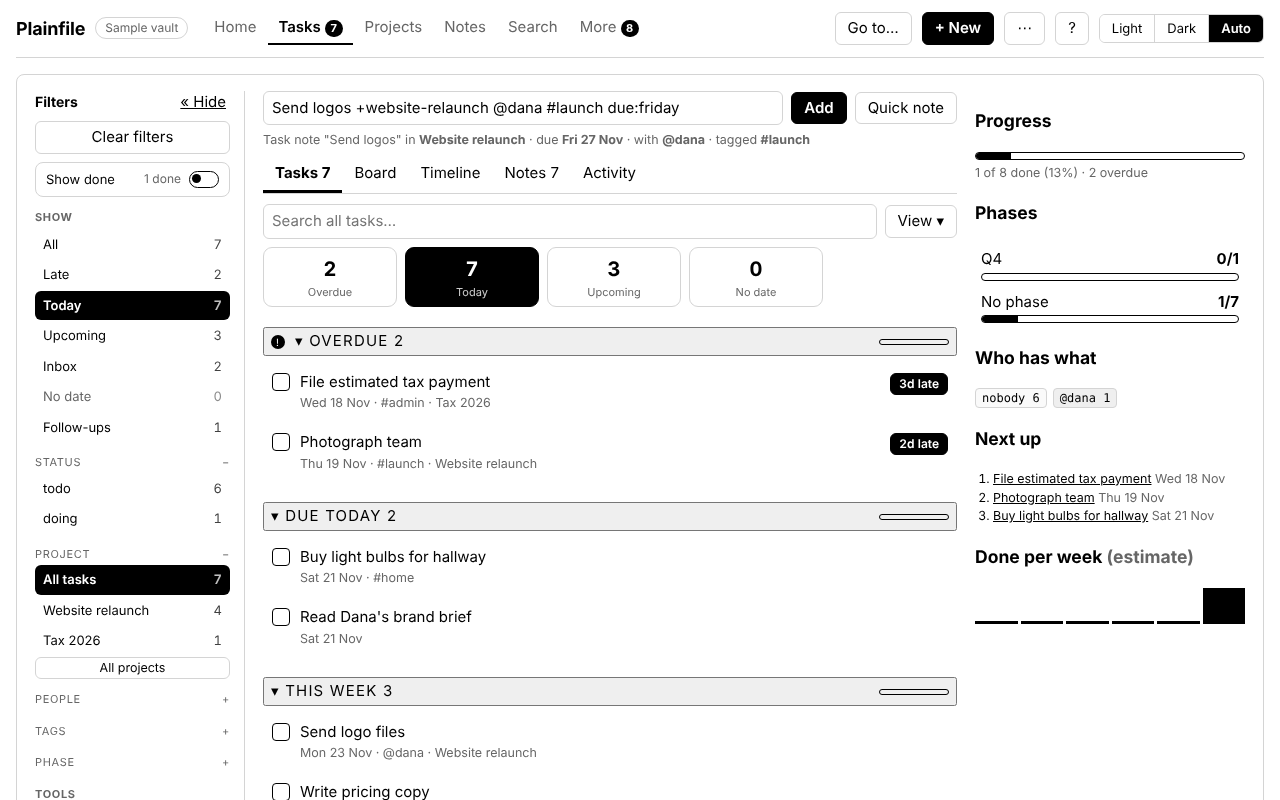 Plainfile Sample vault Home Tasks 7 Projects Notes Search More 8 Go to... + New ... ? Light Dark Auto
Filters « Hide
Clear filters
Show done 1 done
SHOW
All 7
Late 2
Today 7
Upcoming 3
Inbox 2
No date 0
Follow-ups 1
STATUS –
todo 6
doing 1
PROJECT –
All tasks 7
Website relaunch 4
Tax 2026 1
All projects
PEOPLE +
TAGS +
PHASE +
TOOLS
Send logos +website-relaunch @dana #launch due:friday Add Quick note
Task note "Send logos" in Website relaunch · due Fri 27 Nov · with @dana · tagged #launch
Tasks 7 Board Timeline Notes 7 Activity
Search all tasks... View ▾
2 7 3 0
Overdue Today Upcoming No date
! ▾ OVERDUE 2
File estimated tax payment 3d late
Wed 18 Nov · #admin · Tax 2026
Photograph team 2d late
Thu 19 Nov · #launch · Website relaunch
▾ DUE TODAY 2
Buy light bulbs for hallway
Sat 21 Nov · #home
Read Dana's brand brief
Sat 21 Nov
▾ THIS WEEK 3
Send logo files
Mon 23 Nov · @dana · Website relaunch
Write pricing copy
Progress
1 of 8 done (13%) · 2 overdue
Phases
Q4 0/1
No phase 1/7
Who has what
nobody 6 @dana 1
Next up
1. File estimated tax payment Wed 18 Nov
2. Photograph team Thu 19 Nov
3. Buy light bulbs for hallway Sat 21 Nov
Done per week (estimate)